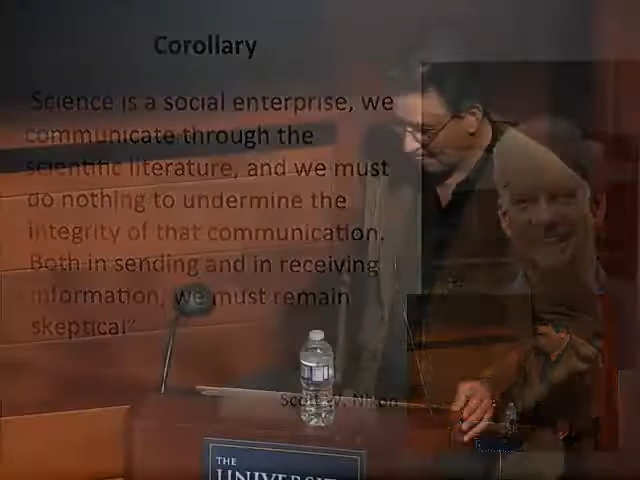 Corollary
Science is a social enterprise, we
communicate through the
scientific literature, and we must
do nothing to undermine the
integrity of that communication.
Both in sending and in receiving
information, we must remain
skeptical"
Scott W. Nixon
THE
UNIVERSIT